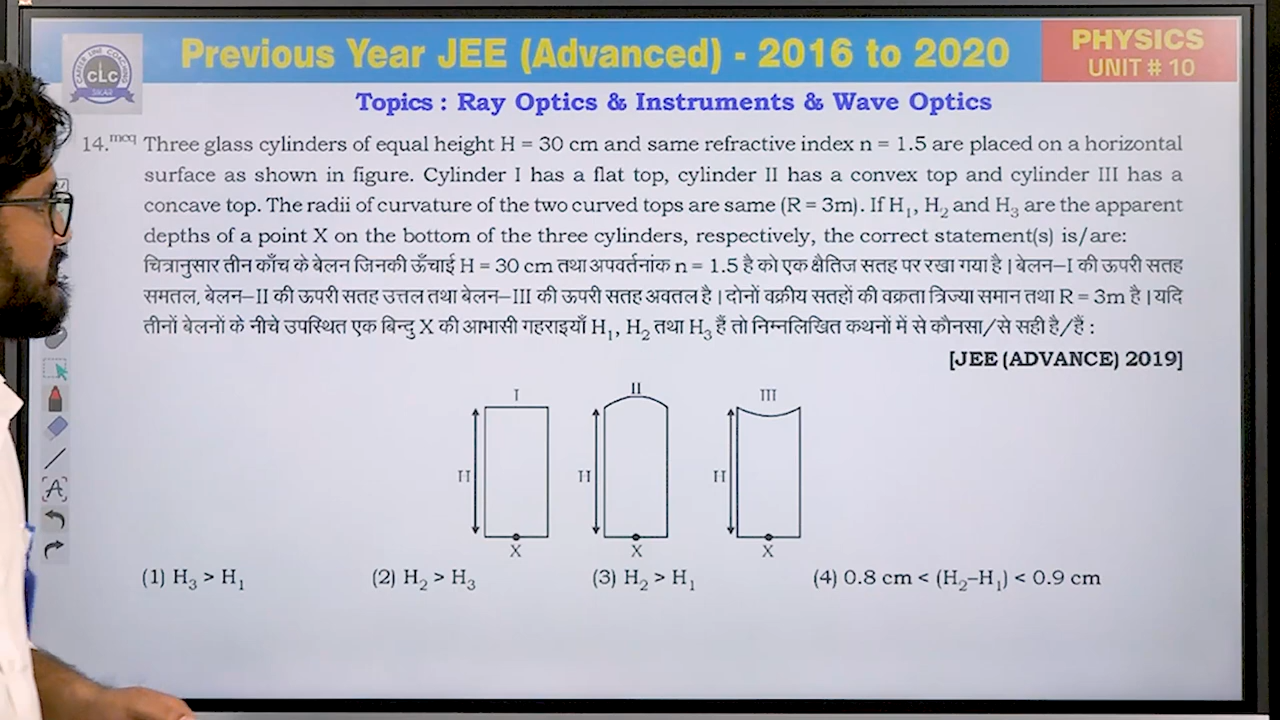 Previous Year JEE (Advanced) - 2016 to 2020
PHYSICS
UNIT # 10
CLC
SIKAR
Topics : Ray Optics & Instruments & Wave Optics
14.mcq Three glass cylinders of equal height H = 30 cm and same refractive index n = 1.5 are placed on a horizontal
surface as shown in figure. Cylinder I has a flat top, cylinder II has a convex top and cylinder III has a
concave top. The radii of curvature of the two curved tops are same (R = 3m). If H₁, H₂ and H₃ are the apparent
depths of a point X on the bottom of the three cylinders, respectively, the correct statement(s) is/are:
चित्रानुसार तीन काँच के बेलन जिनकी ऊँचाई H = 30 cm तथा अपवर्तनांक n = 1.5 है को एक क्षैतिज सतह पर रखा गया है। बेलन–I की ऊपरी सतह
समतल, बेलन–II की ऊपरी सतह उत्तल तथा बेलन–III की ऊपरी सतह अवतल है। दोनों वक्रीय सतहों की वक्रता त्रिज्या समान तथा R = 3m है। यदि
तीनों बेलनों के नीचे उपस्थित एक बिन्दु X की आभासी गहराइयाँ H₁, H₂ तथा H₃ हैं तो निम्नलिखित कथनों में से कौनसा/से सही है/हैं :
[JEE (ADVANCE) 2019]
I II III
H H H
X X X
(1) H₃ > H₁ (2) H₂ > H₃ (3) H₂ > H₁ (4) 0.8 cm < (H₂–H₁) < 0.9 cm